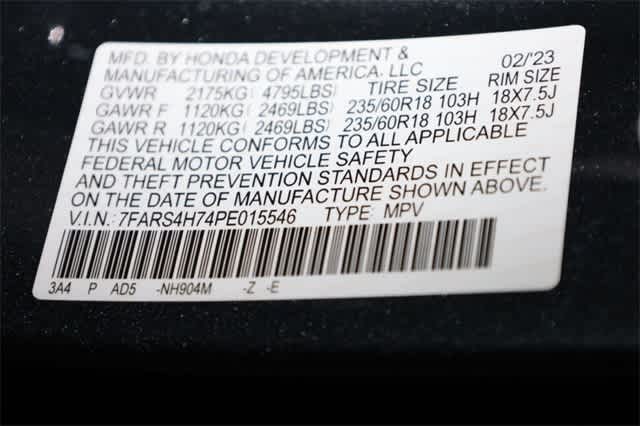 MFD. BY HONDA DEVELOPMENT & 02/'23
MANUFACTURING OF AMERICA, LLC
GVWR 2175KG( 4795LBS) TIRE SIZE RIM SIZE
GAWR F 1120KG( 2469LBS) 235/60R18 103H 18X7.5J
GAWR R 1120KG( 2469LBS) 235/60R18 103H 18X7.5J
THIS VEHICLE CONFORMS TO ALL APPLICABLE
FEDERAL MOTOR VEHICLE SAFETY
AND THEFT PREVENTION STANDARDS IN EFFECT
ON THE DATE OF MANUFACTURE SHOWN ABOVE.
V.I.N.: 7FARS4H74PE015546 TYPE: MPV
3A4 P AD5 -NH904M -Z -E